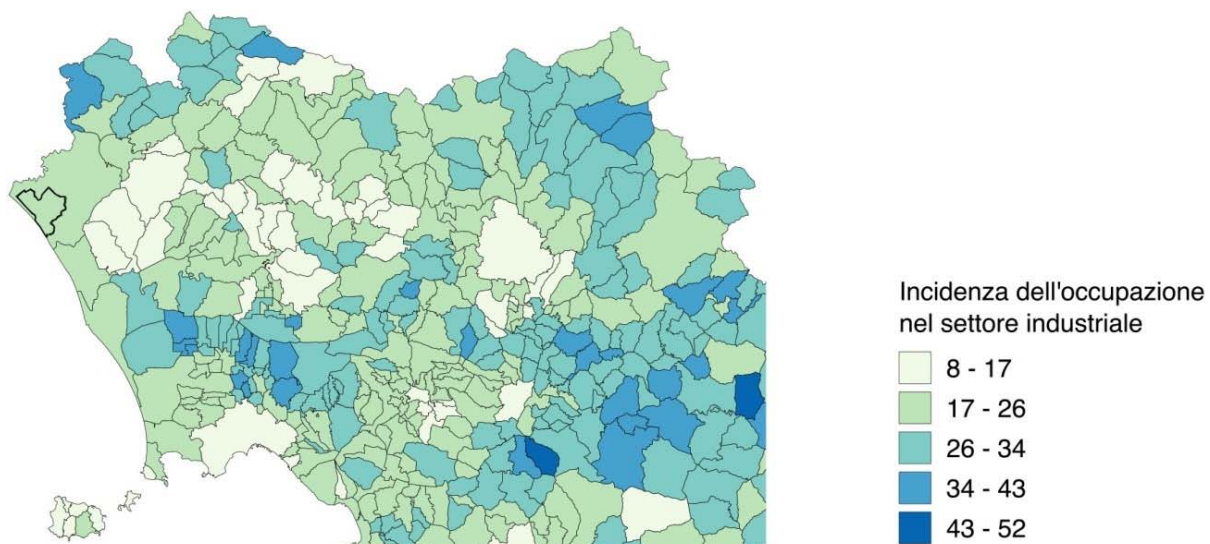 Incidenza dell'occupazione
nel settore industriale
8 - 17
17 - 26
26 - 34
34 - 43
43 - 52